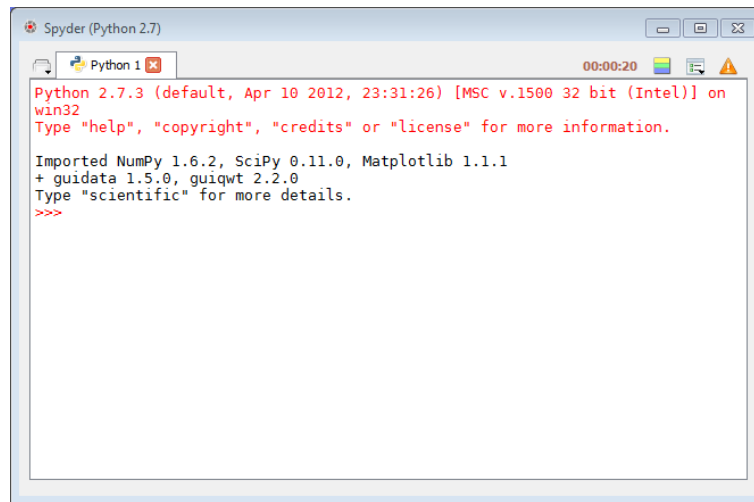 Spyder (Python 2.7)
Python 1
00:00:20
Python 2.7.3 (default, Apr 10 2012, 23:31:26) [MSC v.1500 32 bit (Intel)] on
win32
Type "help", "copyright", "credits" or "license" for more information.
Imported NumPy 1.6.2, SciPy 0.11.0, Matplotlib 1.1.1
+ guidata 1.5.0, guiqwt 2.2.0
Type "scientific" for more details.
>>>